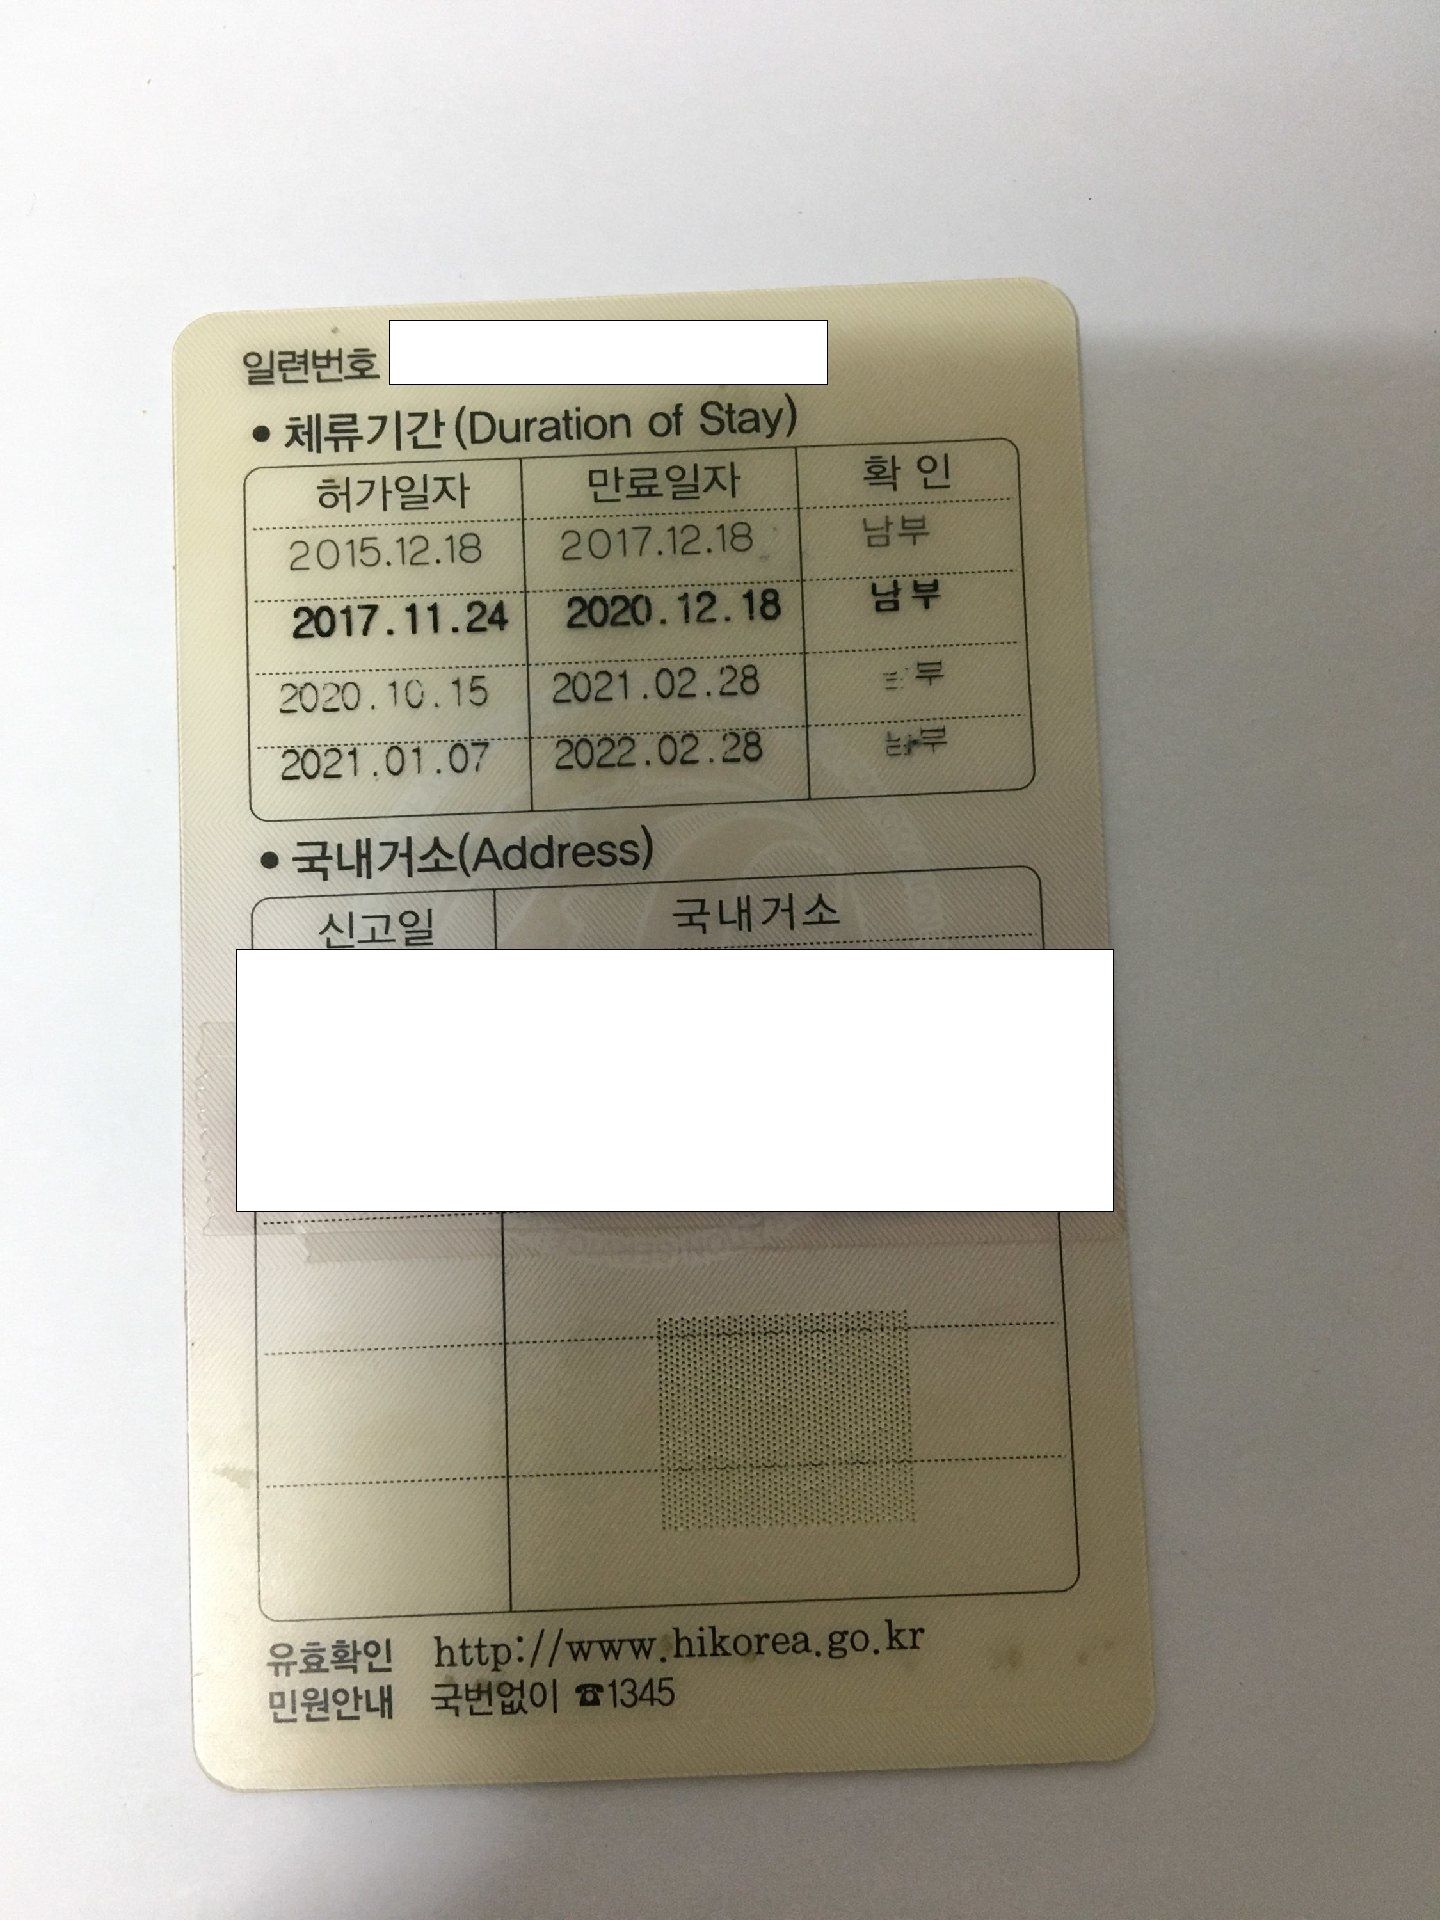 일련번호
• 체류기간 (Duration of Stay)
허가일자 만료일자 확 인
2015.12.18 2017.12.18 남부
2017.11.24 2020.12.18 남부
2020.10.15 2021.02.28 부
2021.01.07 2022.02.28 남부
• 국내거소(Address)
신고일 국내거소
유효확인 http://www.hikorea.go.kr
민원안내 국번없이 ☎1345